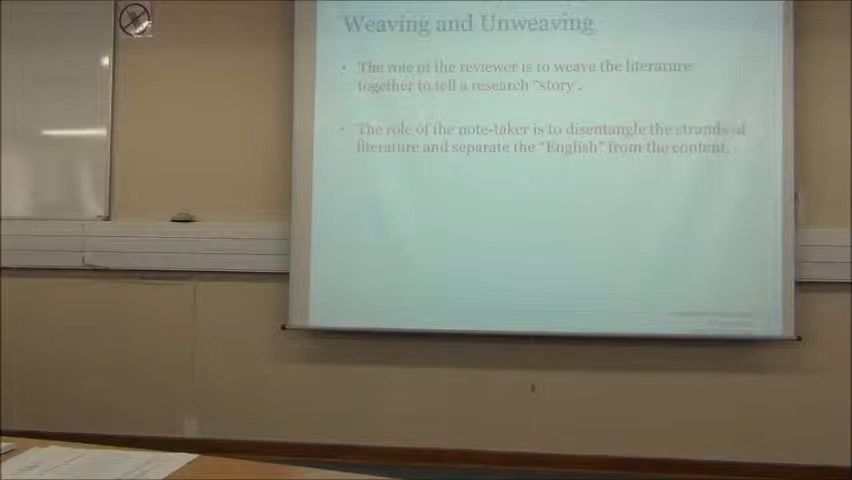 Weaving and Unweaving
• The role of the reviewer is to weave the literature
together to tell a research "story".
• The role of the note-taker is to disentangle the strands of
literature and separate the "English" from the content.